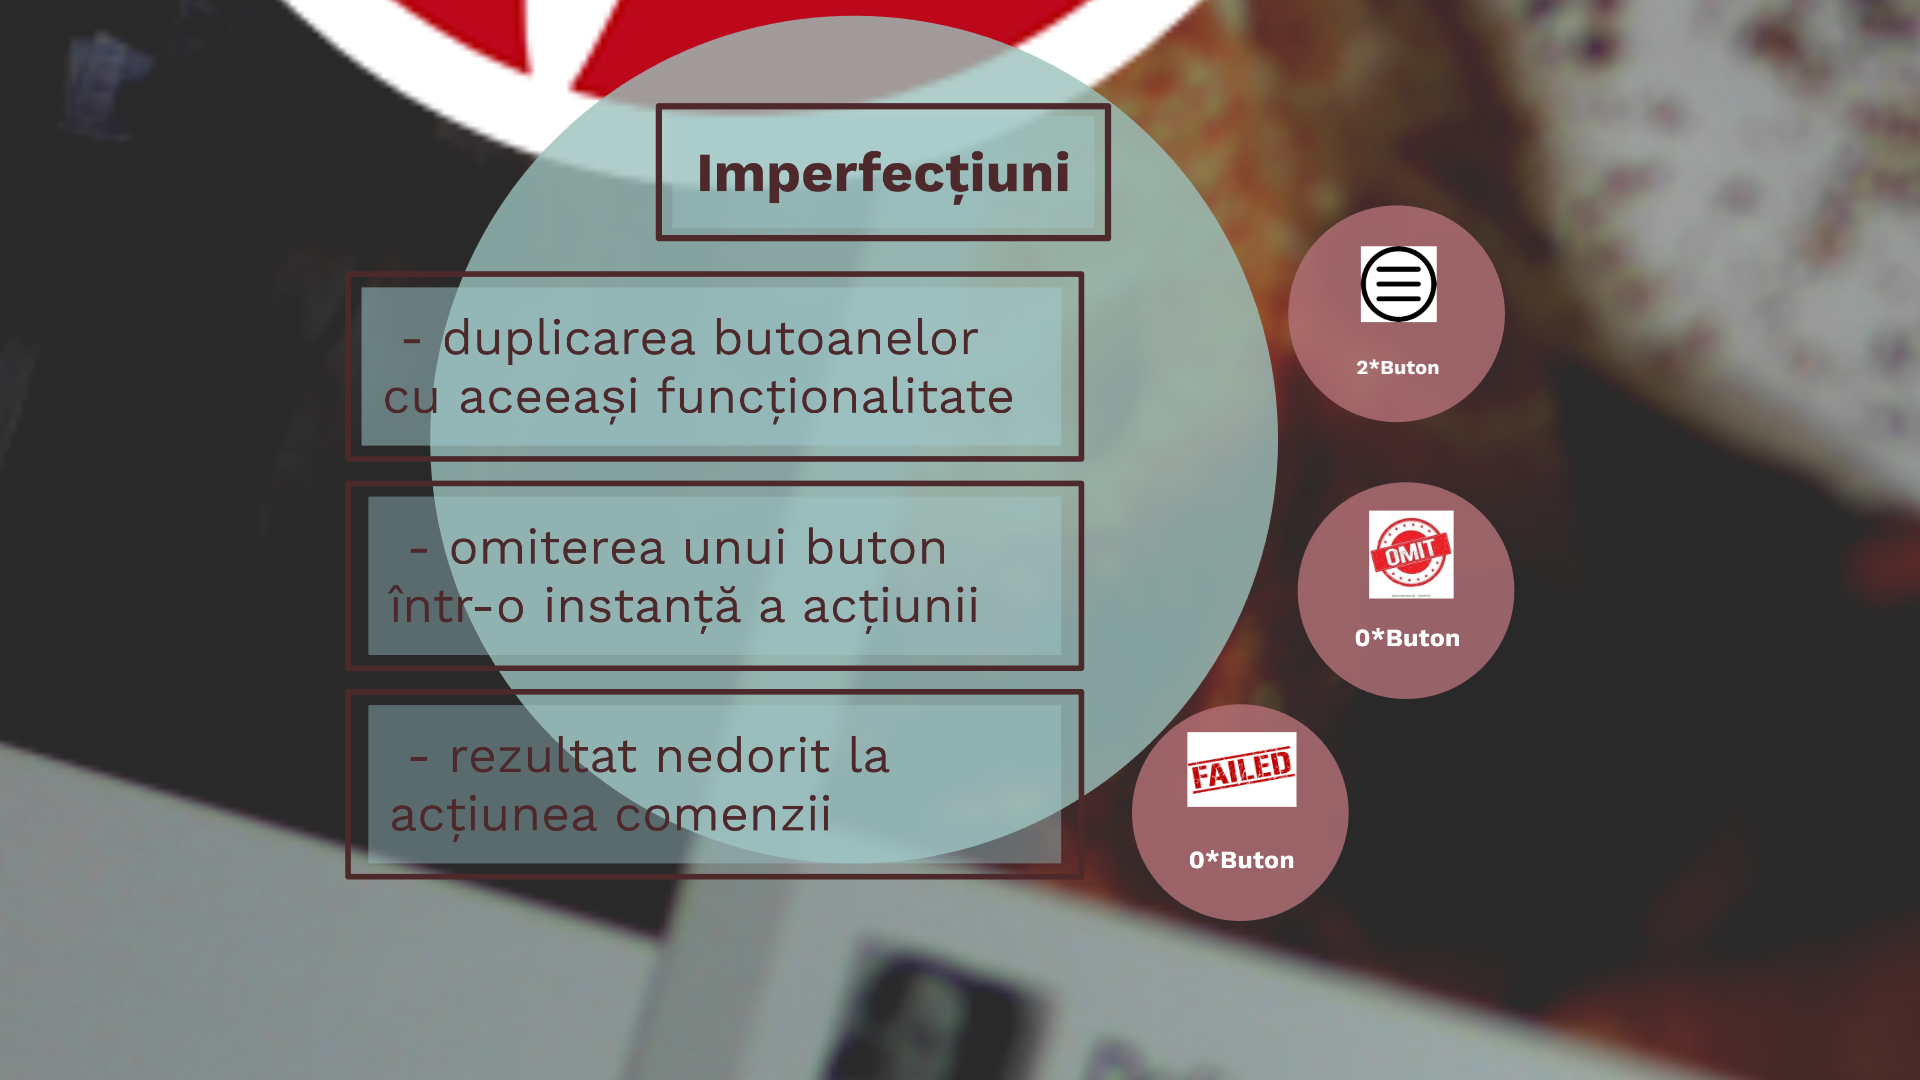 Imperfecțiuni
- duplicarea butoanelor
cu aceeași funcționalitate
2*Buton
- omiterea unui buton
într-o instanță a acțiunii
OMIT
0*Buton
- rezultat nedorit la
acțiunea comenzii
FAILED
0*Buton